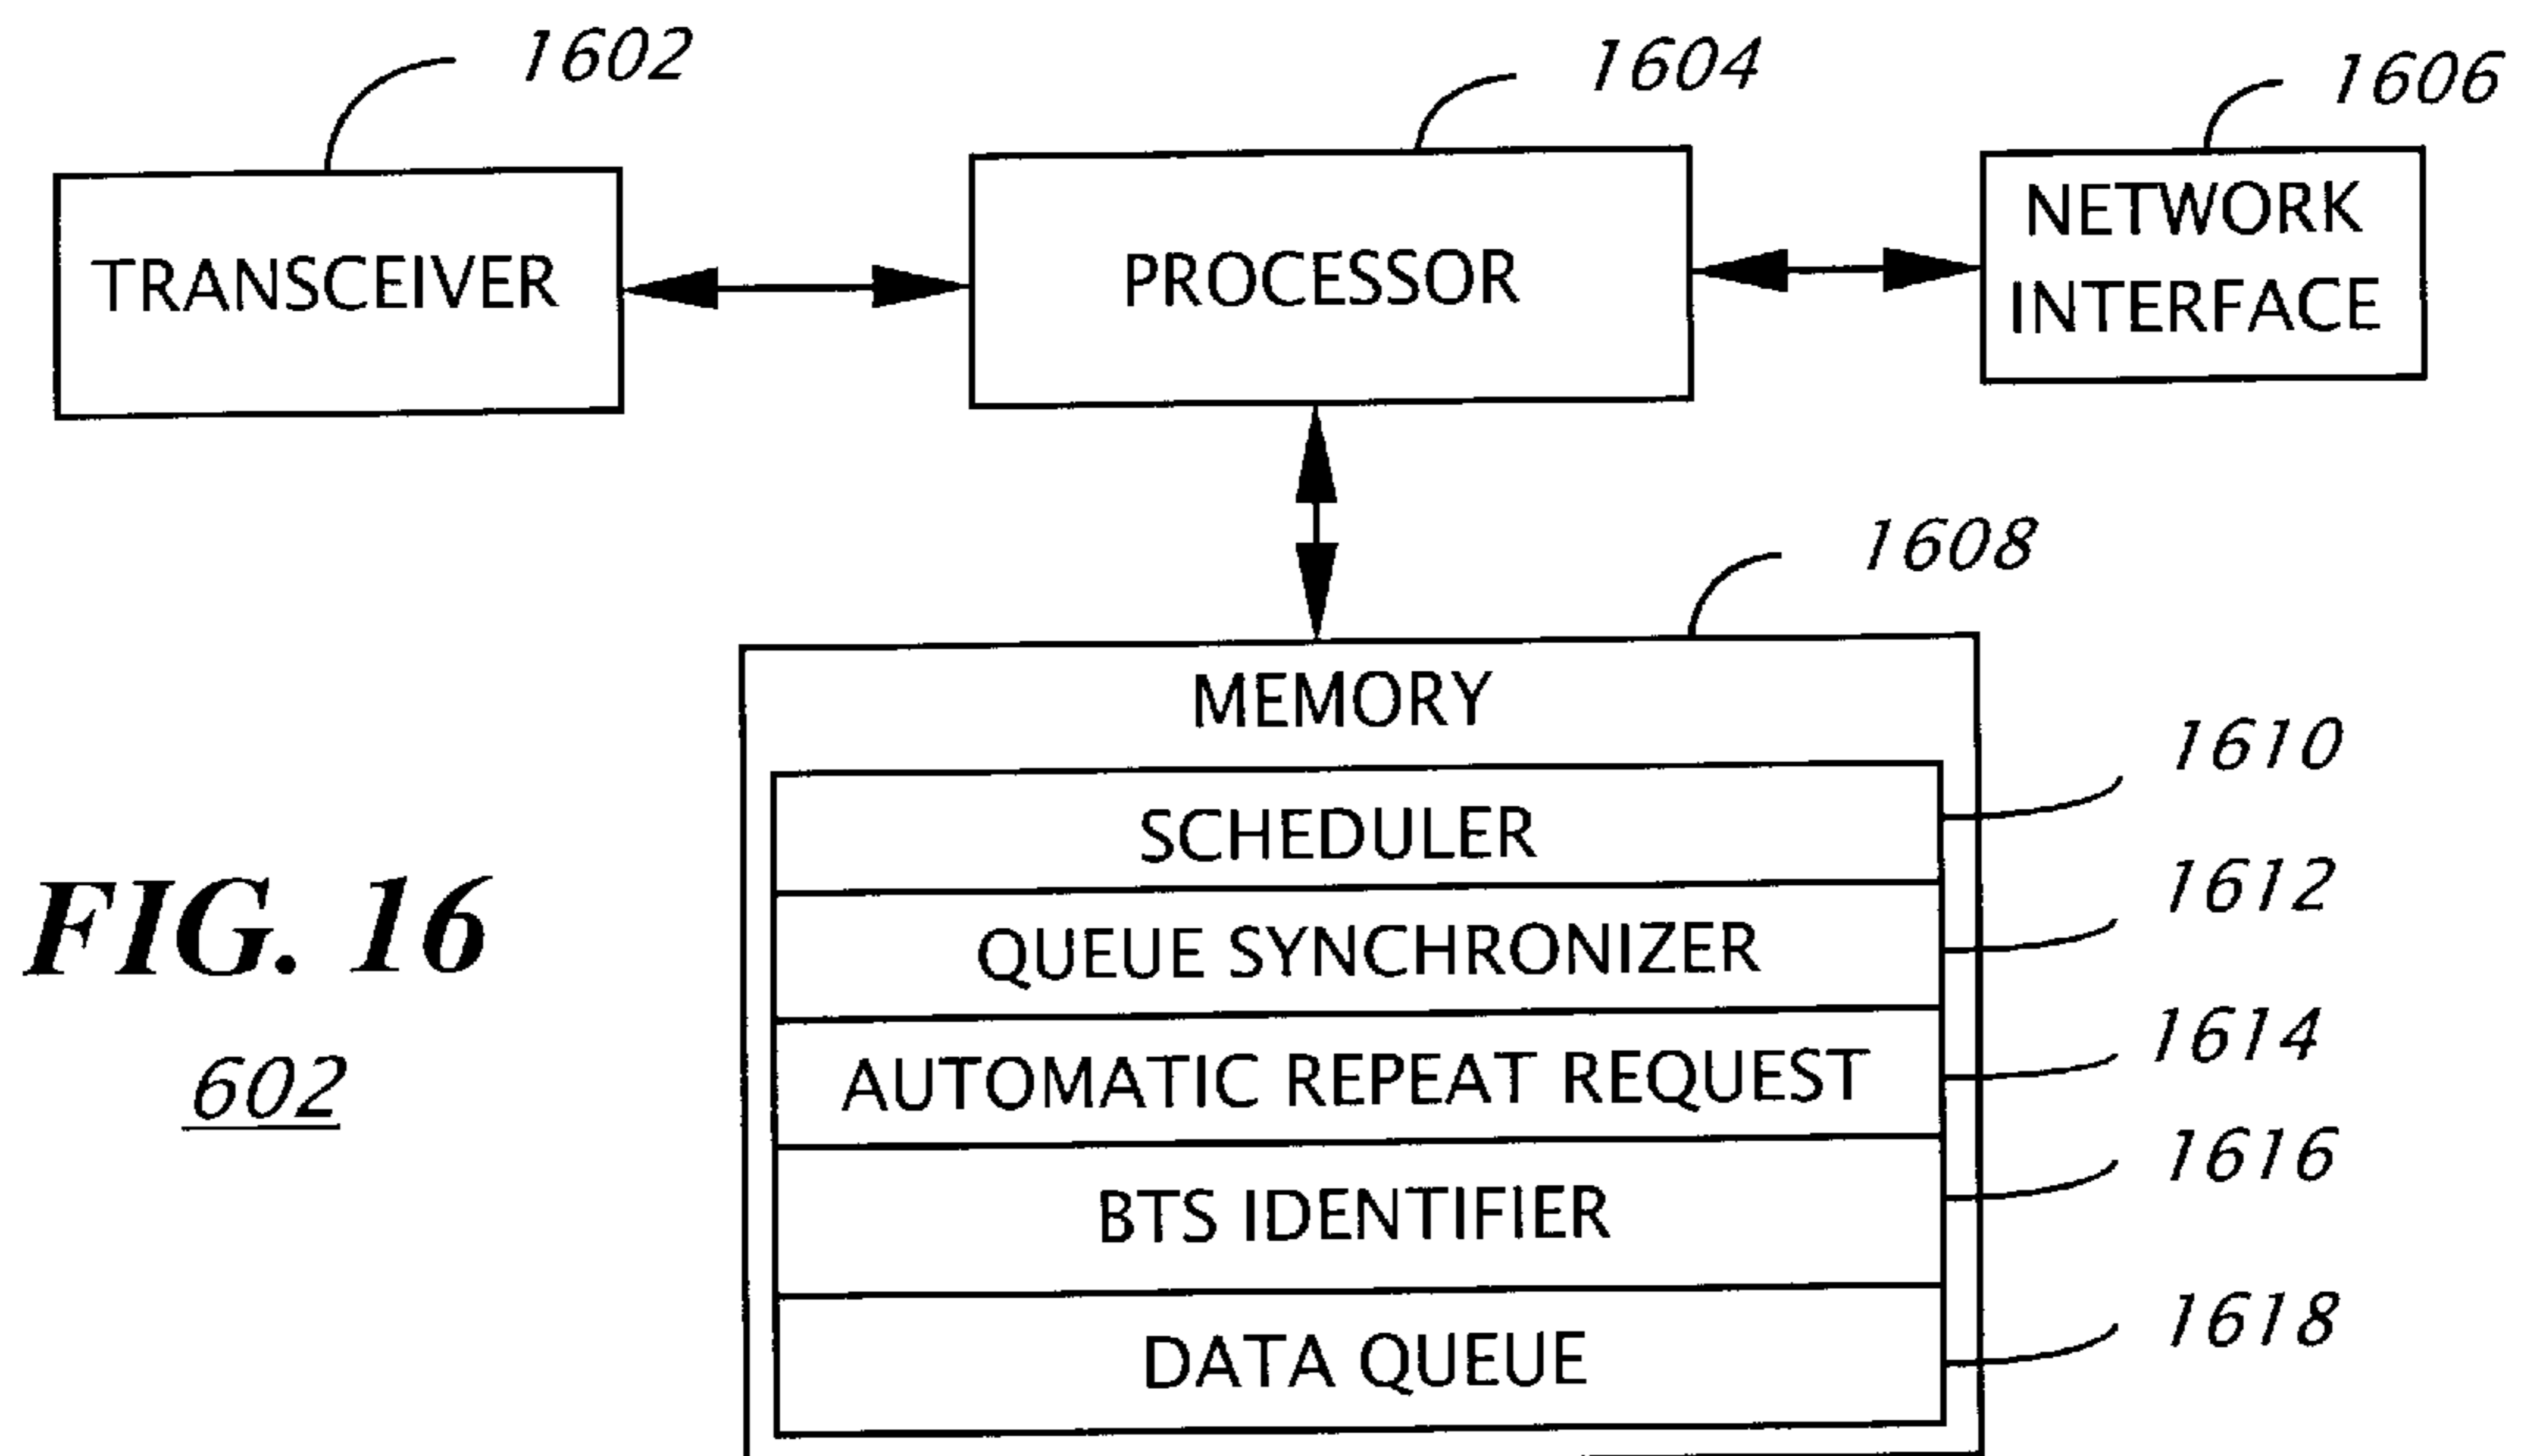 1602
1604
1606
TRANSCEIVER
PROCESSOR
NETWORK
INTERFACE
1608
MEMORY
1610
SCHEDULER
1612
QUEUE SYNCHRONIZER
1614
AUTOMATIC REPEAT REQUEST
1616
BTS IDENTIFIER
1618
DATA QUEUE
FIG. 16
602